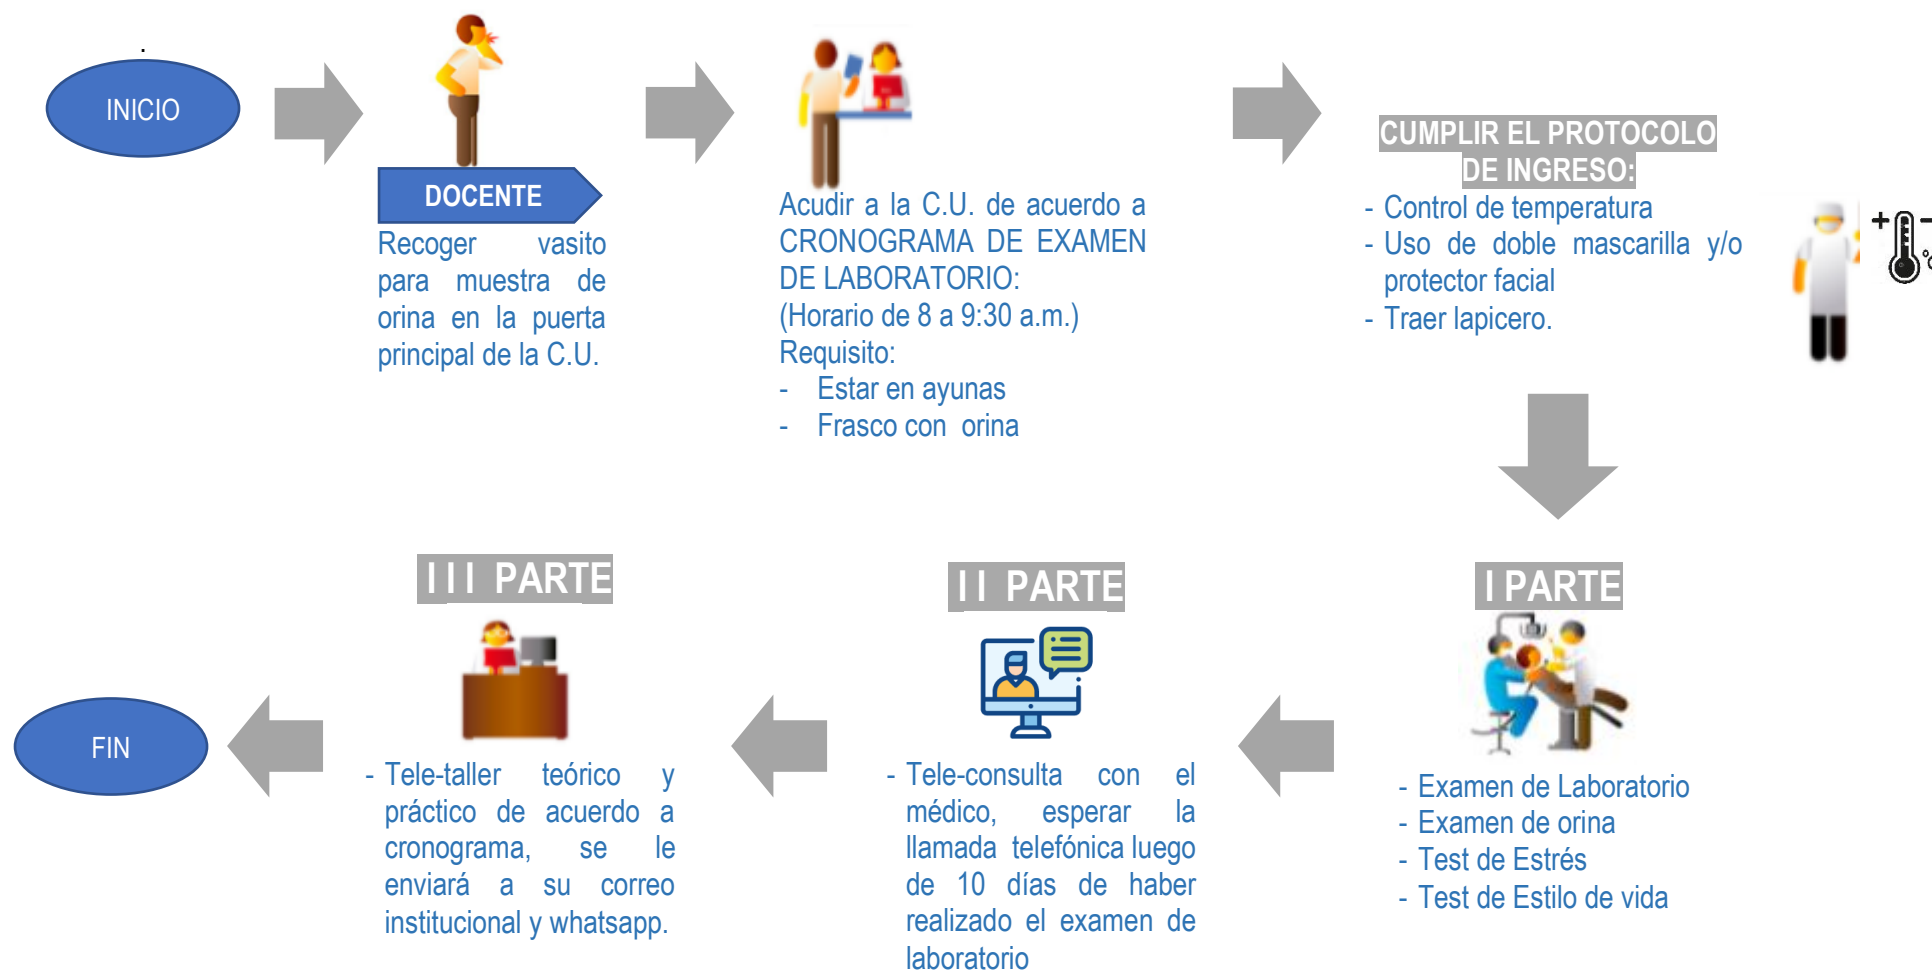 INICIO
DOCENTE
Recoger vasito
para muestra de
orina en la puerta
principal de la C.U.
Acudir a la C.U. de acuerdo a
CRONOGRAMA DE EXAMEN
DE LABORATORIO:
(Horario de 8 a 9:30 a.m.)
Requisito:
- Estar en ayunas
- Frasco con orina
CUMPLIR EL PROTOCOLO
DE INGRESO:
- Control de temperatura
- Uso de doble mascarilla y/o
protector facial
- Traer lapicero.
I PARTE
- Examen de Laboratorio
- Examen de orina
- Test de Estrés
- Test de Estilo de vida
II PARTE
- Tele-consulta con el
médico, esperar la
llamada telefónica luego
de 10 días de haber
realizado el examen de
laboratorio
III PARTE
- Tele-taller teórico y
práctico de acuerdo a
cronograma, se le
enviará a su correo
institucional y whatsapp.
FIN